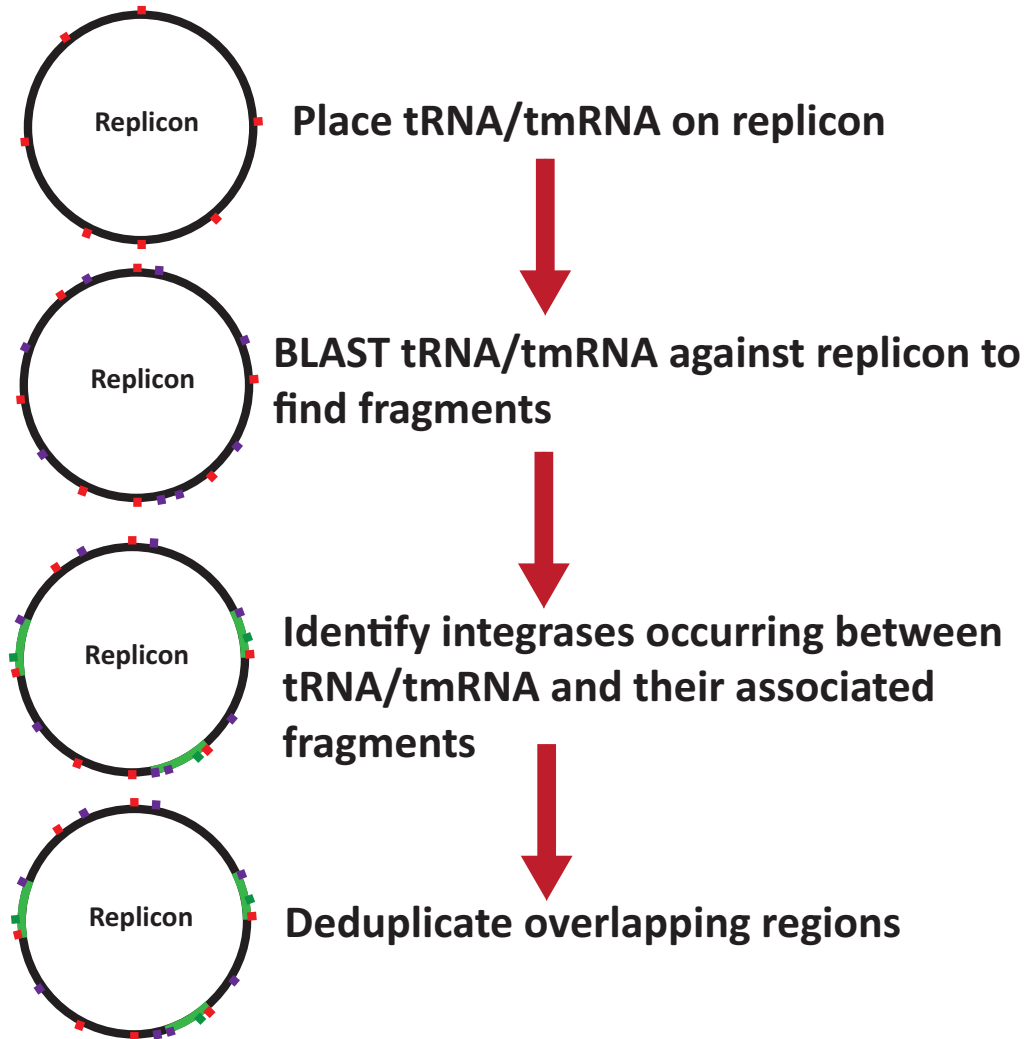 Replicon
Place tRNA/tmRNA on replicon
Replicon
BLAST tRNA/tmRNA against replicon to
find fragments
Replicon
Identify integrases occurring between
tRNA/tmRNA and their associated
fragments
Replicon
Deduplicate overlapping regions